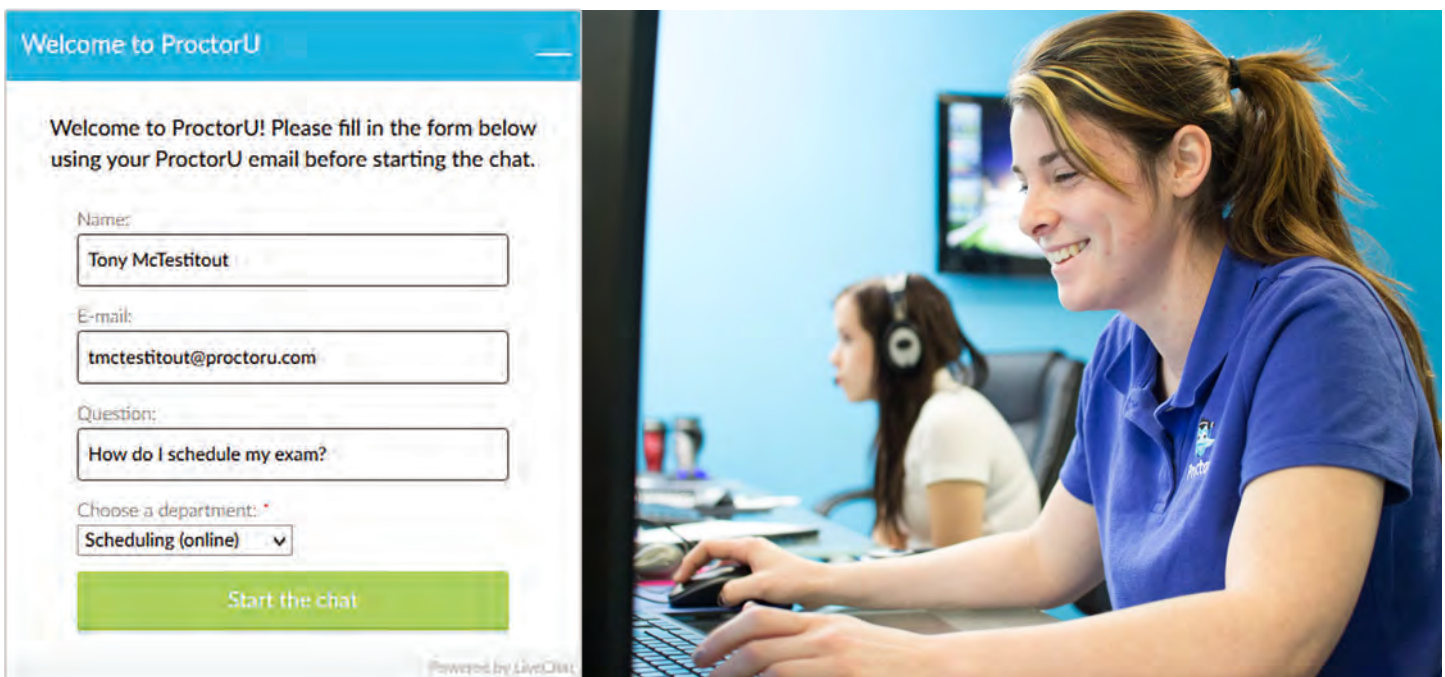 Welcome to ProctorU
Welcome to ProctorU! Please fill in the form below
using your ProctorU email before starting the chat.
Name:
Tony McTestitout
E-mail:
tmctestitout@proctoru.com
Question:
How do I schedule my exam?
Choose a department: *
Scheduling (online)
Start the chat
Powered by LiveChat
Proctor